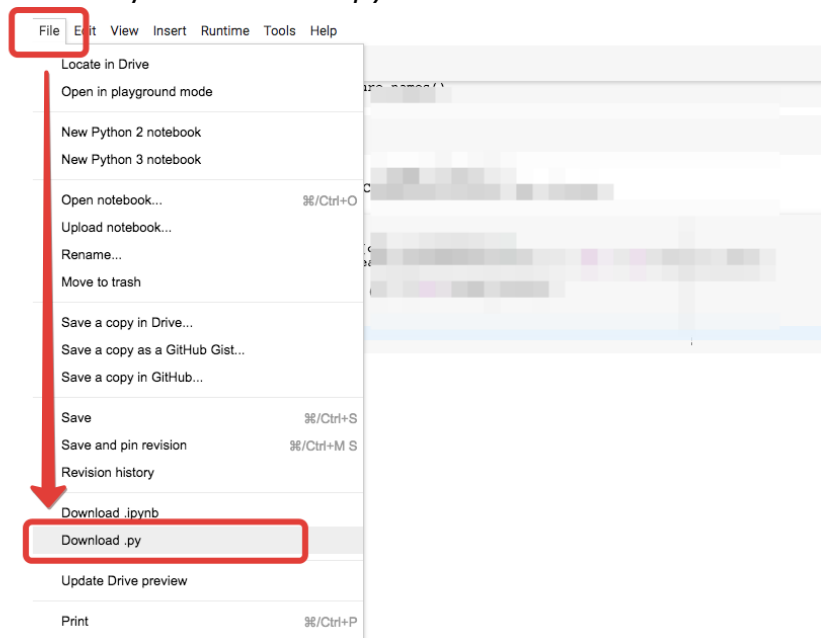 File Edit View Insert Runtime Tools Help
Locate in Drive
Open in playground mode
New Python 2 notebook
New Python 3 notebook
Open notebook... ⌘/Ctrl+O
Upload notebook...
Rename...
Move to trash
Save a copy in Drive...
Save a copy as a GitHub Gist...
Save a copy in GitHub...
Save ⌘/Ctrl+S
Save and pin revision ⌘/Ctrl+M S
Revision history
Download .ipynb
Download .py
Update Drive preview
Print ⌘/Ctrl+P